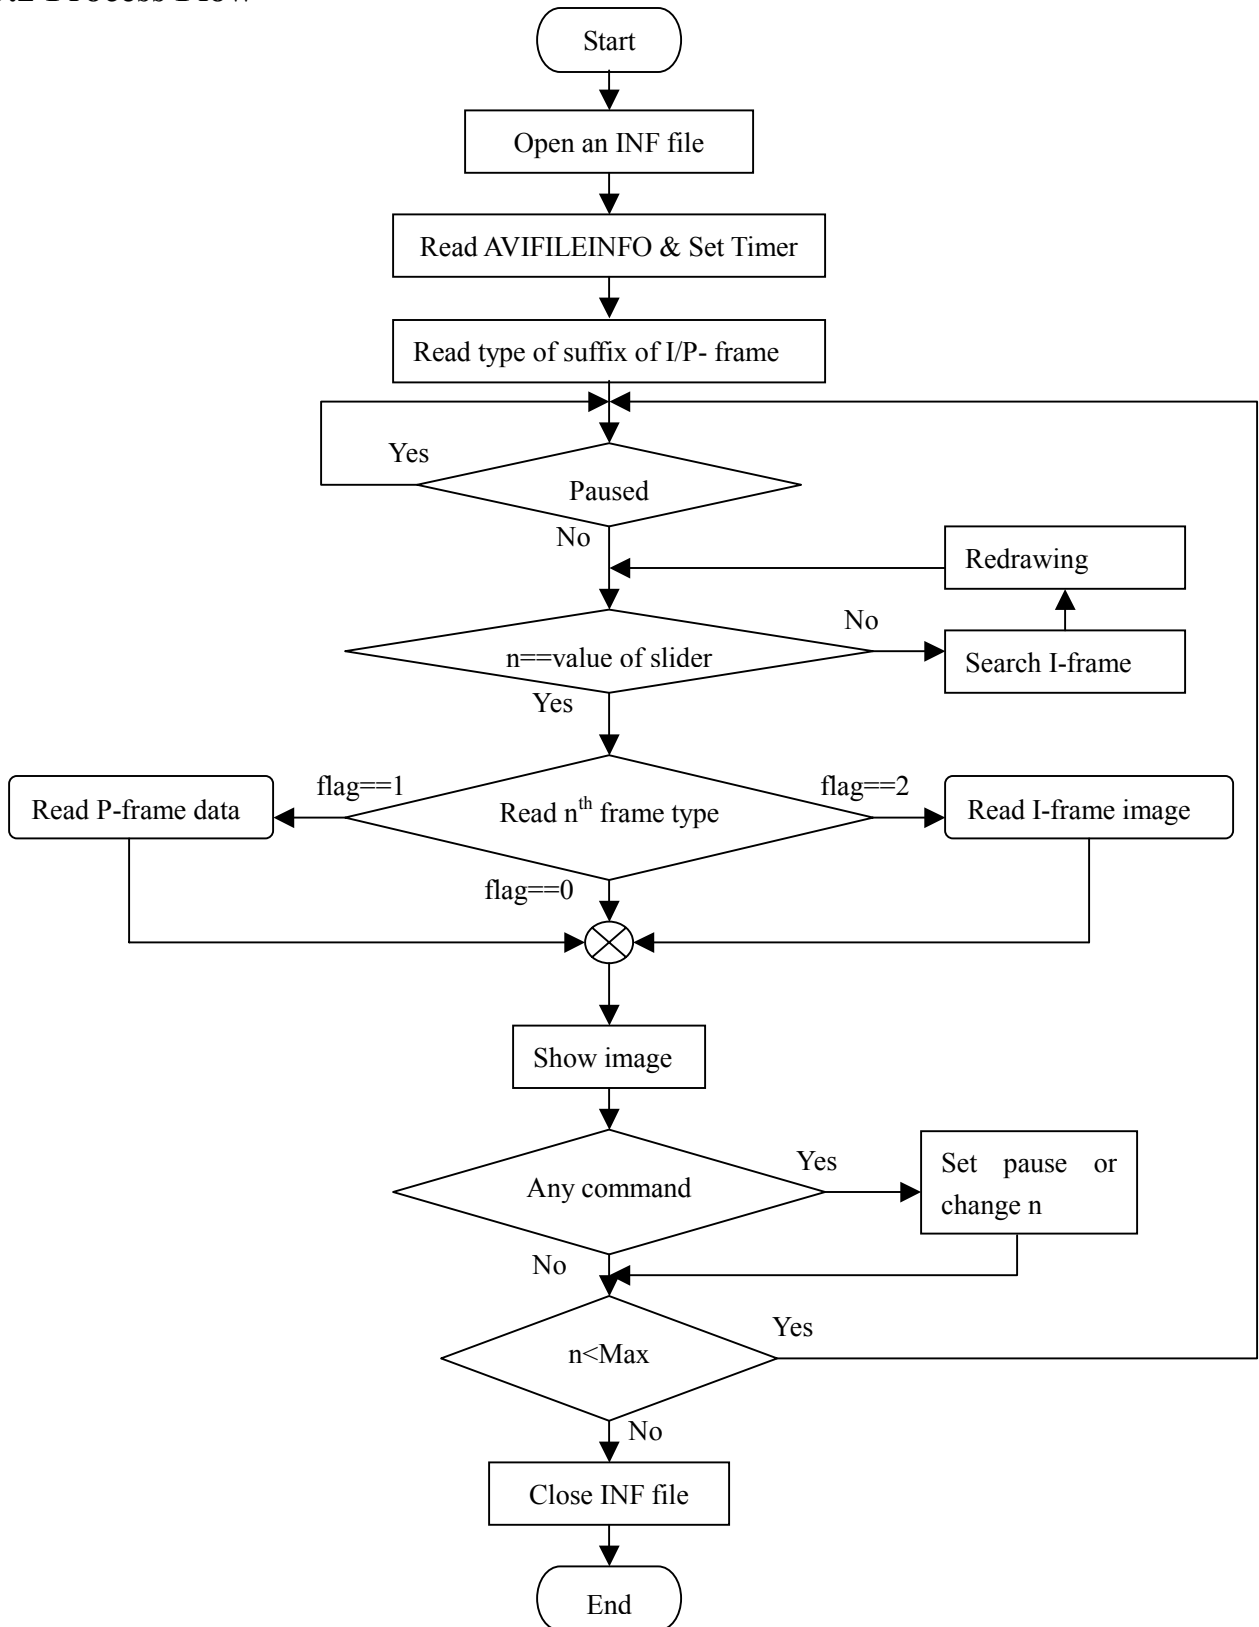 Start
Open an INF file
Read AVIFILEINFO & Set Timer
Read type of suffix of I/P- frame
Yes
Paused
No
Redrawing
No
n==value of slider
Search I-frame
Yes
flag==1
flag==2
Read P-frame data
Read nth frame type
Read I-frame image
flag==0
Show image
Yes
Any command
Set pause or
change n
No
Yes
n<Max
No
Close INF file
End